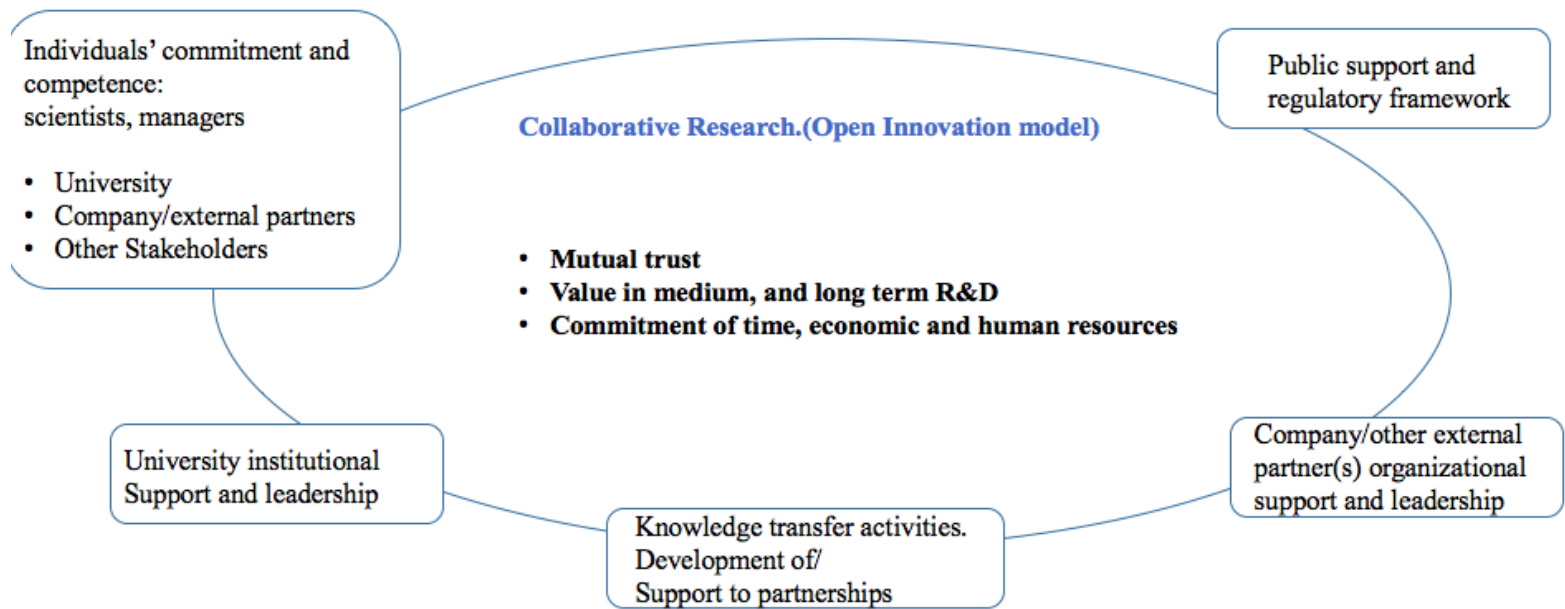 Individuals’ commitment and
competence:
scientists, managers
• University
• Company/external partners
• Other Stakeholders
Public support and
regulatory framework
Collaborative Research.(Open Innovation model)
• Mutual trust
• Value in medium, and long term R&D
• Commitment of time, economic and human resources
University institutional
Support and leadership
Knowledge transfer activities.
Development of/
Support to partnerships
Company/other external
partner(s) organizational
support and leadership